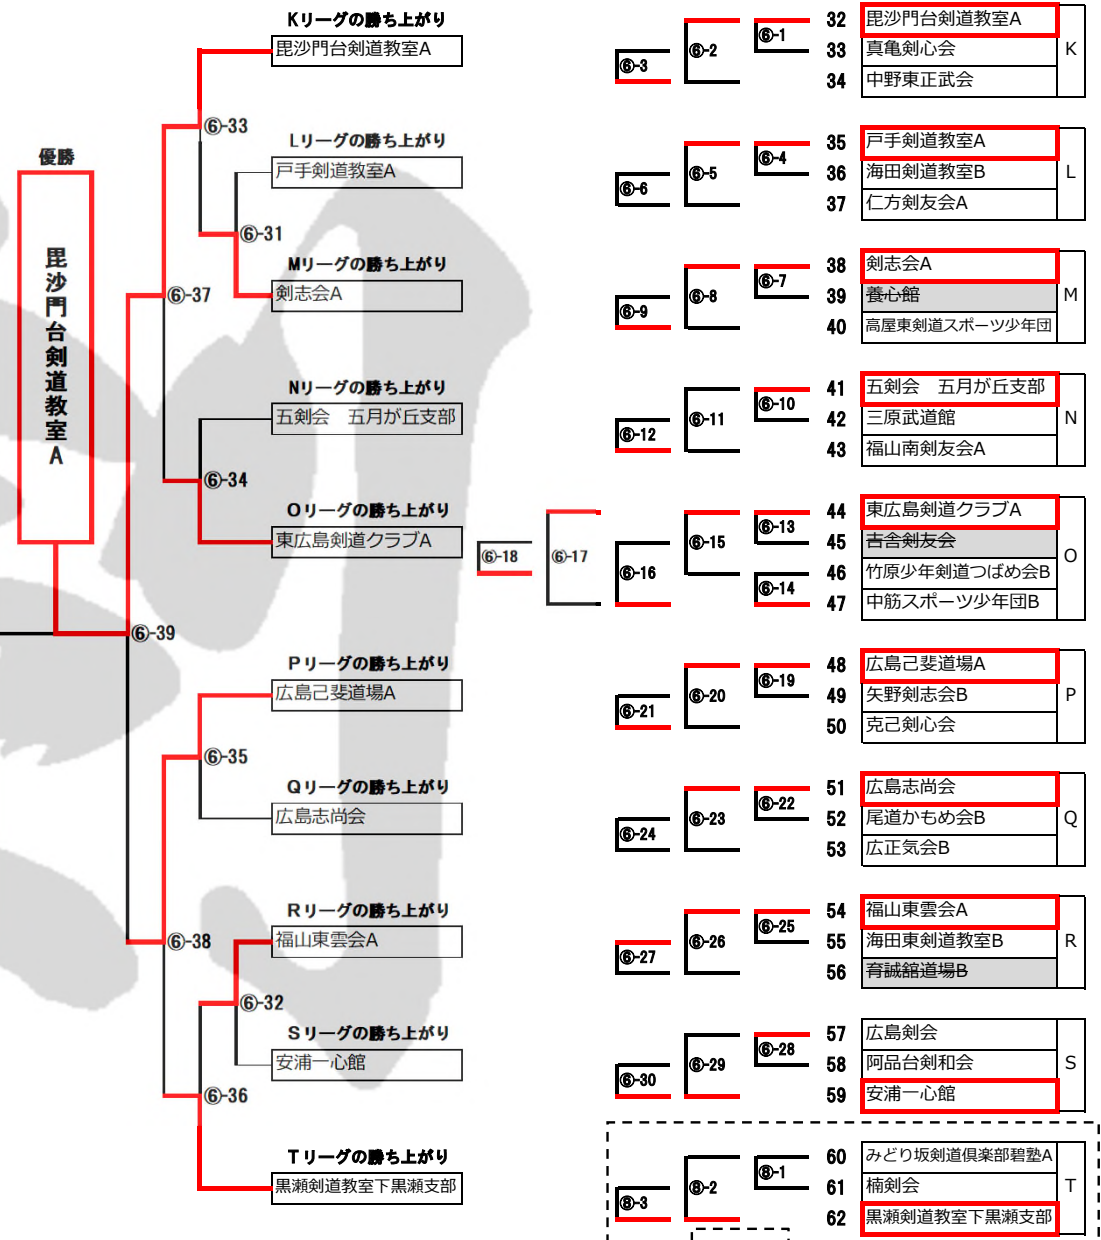 優勝
毘沙門台剣道教室A
Kリーグの勝ち上がり
毘沙門台剣道教室A
⑥-33
Lリーグの勝ち上がり
戸手剣道教室A
⑥-31
Mリーグの勝ち上がり
剣志会A
⑥-37
Nリーグの勝ち上がり
五剣会　五月が丘支部
⑥-34
Oリーグの勝ち上がり
東広島剣道クラブA
⑥-39
Pリーグの勝ち上がり
広島己斐道場A
⑥-35
Qリーグの勝ち上がり
広島志尚会
⑥-38
Rリーグの勝ち上がり
福山東雲会A
⑥-32
Sリーグの勝ち上がり
安浦一心館
⑥-36
Tリーグの勝ち上がり
黒瀬剣道教室下黒瀬支部
⑥-3 ⑥-2 ⑥-1
32 毘沙門台剣道教室A
33 真亀剣心会 K
34 中野東正武会
⑥-6 ⑥-5 ⑥-4
35 戸手剣道教室A
36 海田剣道教室B L
37 仁方剣友会A
⑥-9 ⑥-8 ⑥-7
38 剣志会A
39 養心館 M
40 高屋東剣道スポーツ少年団
⑥-12 ⑥-11 ⑥-10
41 五剣会　五月が丘支部
42 三原武道館 N
43 福山南剣友会A
⑥-18 ⑥-17 ⑥-16 ⑥-15 ⑥-13 ⑥-14
44 東広島剣道クラブA
45 吉舎剣友会 O
46 竹原少年剣道つばめ会B
47 中筋スポーツ少年団B
⑥-21 ⑥-20 ⑥-19
48 広島己斐道場A
49 矢野剣志会B P
50 克己剣心会
⑥-24 ⑥-23 ⑥-22
51 広島志尚会
52 尾道かもめ会B Q
53 広正気会B
⑥-27 ⑥-26 ⑥-25
54 福山東雲会A
55 海田東剣道教室B R
56 育誠舘道場B
⑥-30 ⑥-29 ⑥-28
57 広島剣会
58 阿品台剣和会 S
59 安浦一心館
⑧-3 ⑧-2 ⑧-1
60 みどり坂剣道倶楽部碧塾A
61 楠剣会 T
62 黒瀬剣道教室下黒瀬支部